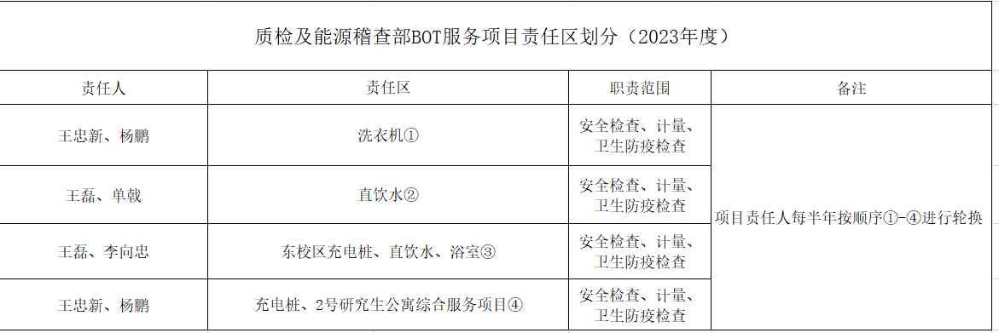 质检及能源稽查部BOT服务项目责任区划分（2023年度）
责任人
责任区
职责范围
备注
王忠新、杨鹏
洗衣机①
安全检查、计量、
卫生防疫检查
王磊、单戟
直饮水②
安全检查、计量、
卫生防疫检查
项目责任人每半年按顺序①-④进行轮换
王磊、李向忠
东校区充电桩、直饮水、浴室③
安全检查、计量、
卫生防疫检查
王忠新、杨鹏
充电桩、2号研究生公寓综合服务项目④
安全检查、计量、
卫生防疫检查